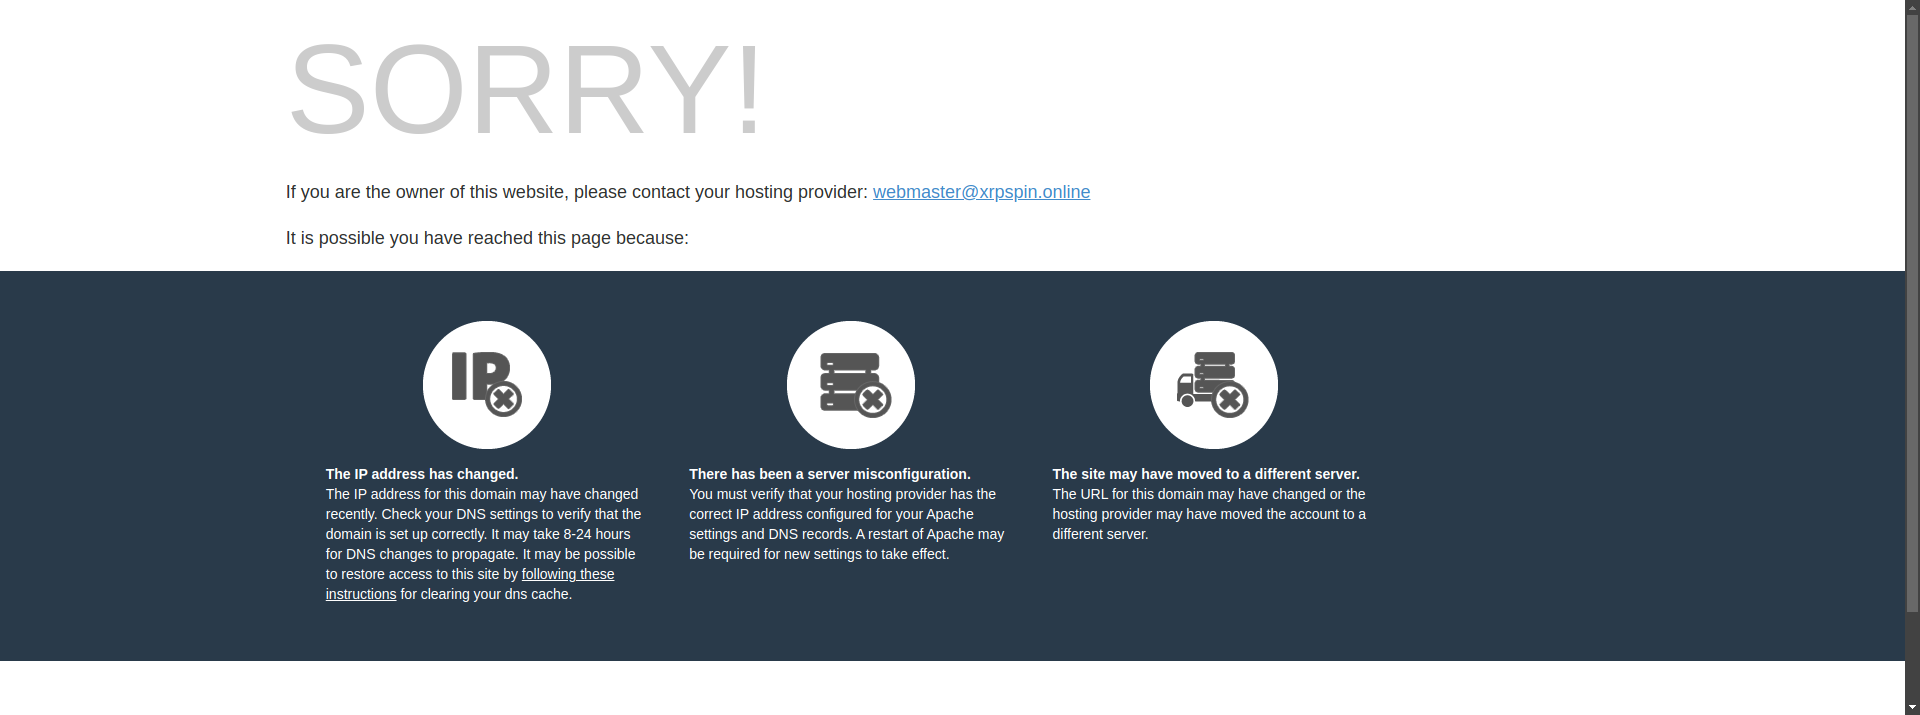 SORRY!
If you are the owner of this website, please contact your hosting provider: webmaster@xrpspin.online
It is possible you have reached this page because:
IP
The IP address has changed.
The IP address for this domain may have changed
recently. Check your DNS settings to verify that the
domain is set up correctly. It may take 8-24 hours
for DNS changes to propagate. It may be possible
to restore access to this site by following these
instructions for clearing your dns cache.
There has been a server misconfiguration.
You must verify that your hosting provider has the
correct IP address configured for your Apache
settings and DNS records. A restart of Apache may
be required for new settings to take effect.
The site may have moved to a different server.
The URL for this domain may have changed or the
hosting provider may have moved the account to a
different server.